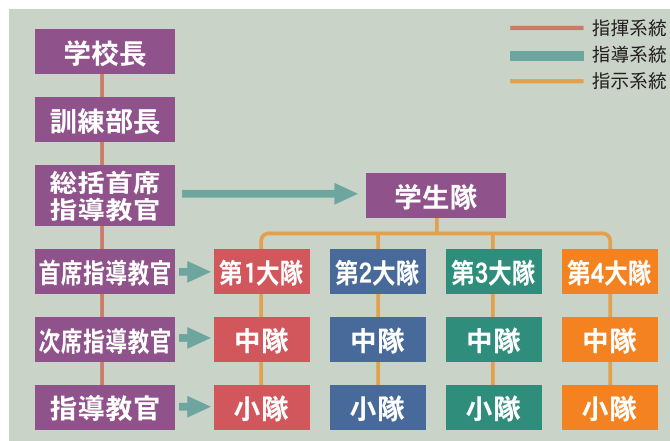 学校長
指揮系統
指導系統
指示系統
訓練部長
総括首席
指導教官
学生隊
首席指導教官
第1大隊
第2大隊
第3大隊
第4大隊
次席指導教官
中隊
中隊
中隊
中隊
指導教官
小隊
小隊
小隊
小隊